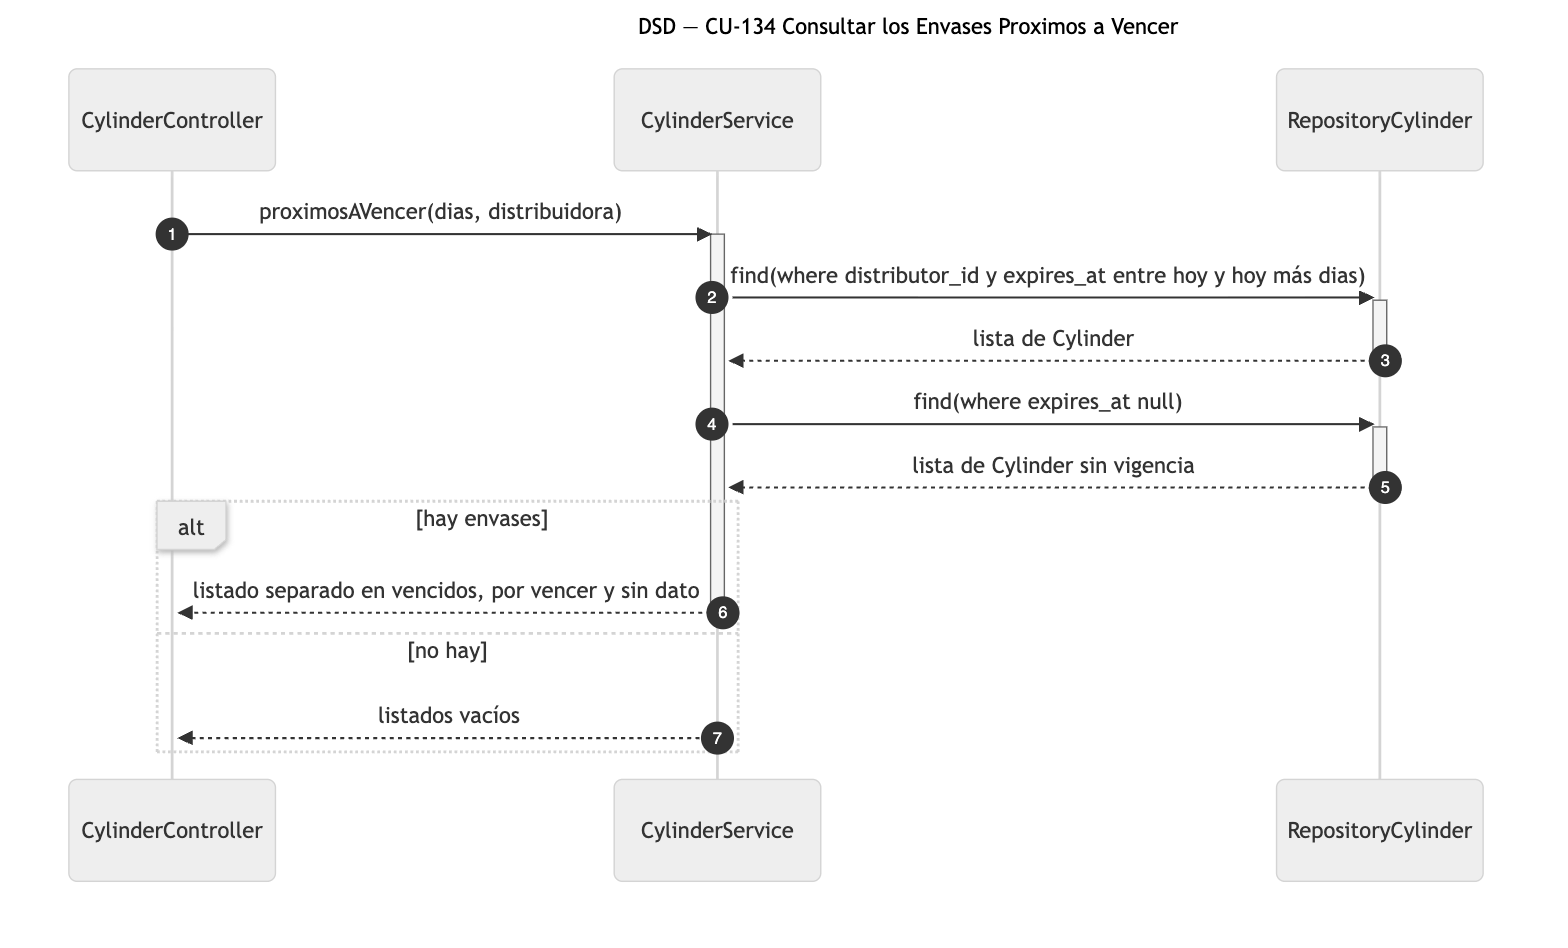 DSD — CU-134 Consultar los Envases Proximos a Vencer
CylinderController
CylinderService
RepositoryCylinder
proximosAVencer(dias, distribuidora)
1
find(where distributor_id y expires_at entre hoy y hoy más dias)
2
lista de Cylinder
3
find(where expires_at null)
4
lista de Cylinder sin vigencia
5
alt
[hay envases]
listado separado en vencidos, por vencer y sin dato
6
[no hay]
listados vacíos
7
CylinderController
CylinderService
RepositoryCylinder